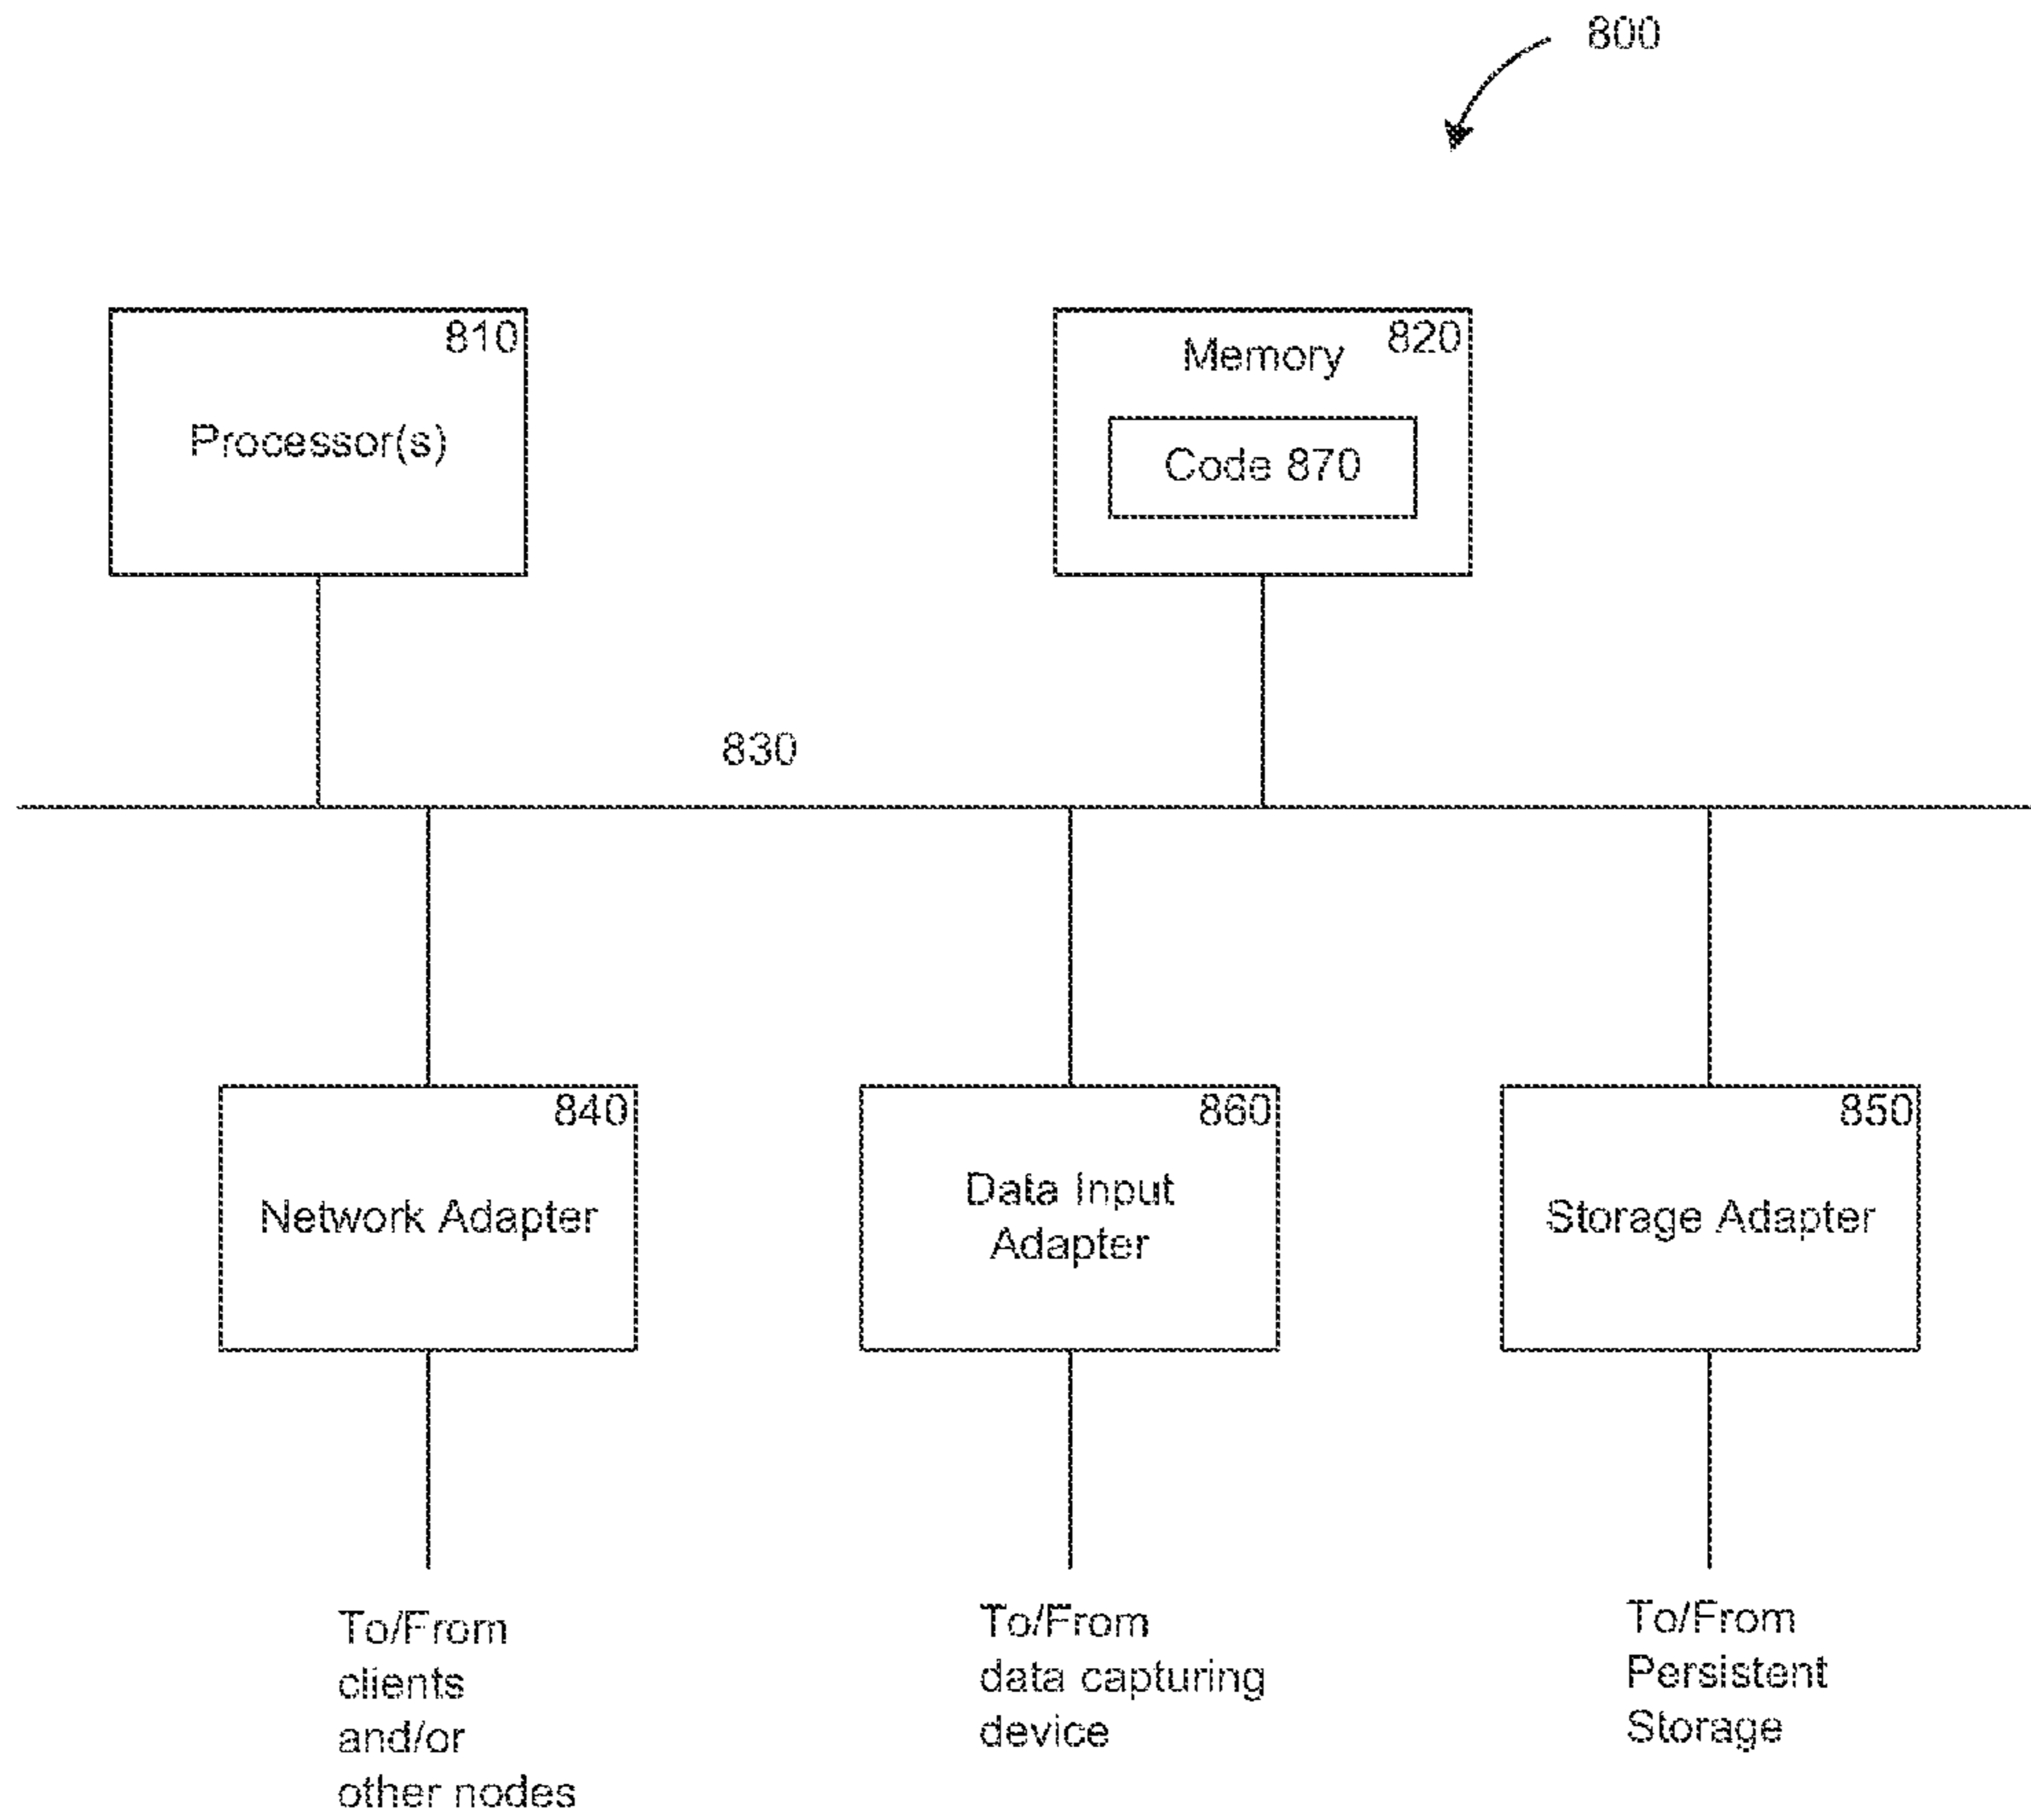 800
810
Processor(s)
820
Memory
Code 870
830
840
Network Adapter
860
Data Input
Adapter
850
Storage Adapter
To/From
clients
and/or
other nodes
To/From
data capturing
device
To/From
Persistent
Storage